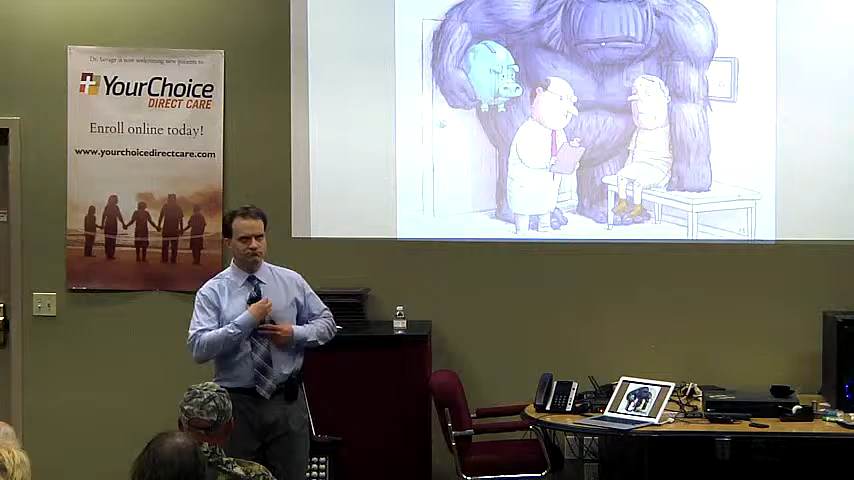 Dr. Savage is now welcoming new patients to
YourChoice
DIRECT CARE
Enroll online today!
www.yourchoicedirectcare.com